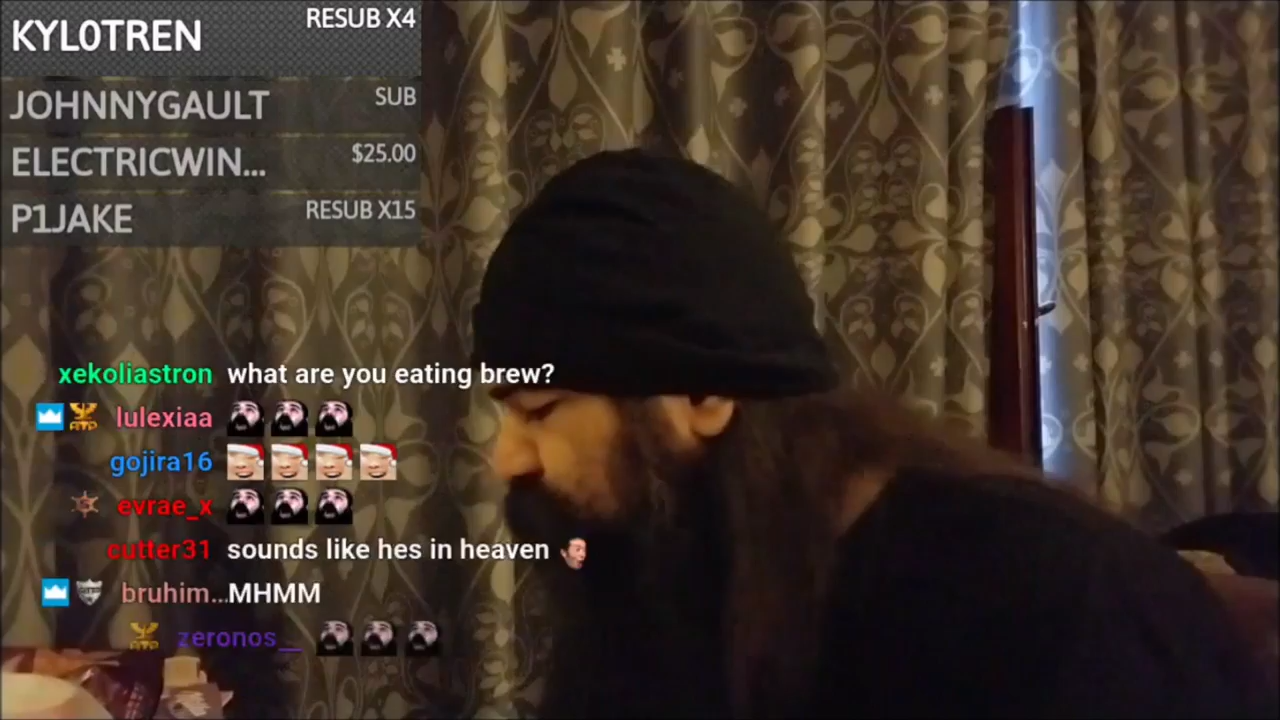 KYL0TREN RESUB X4
JOHNNYGAULT SUB
ELECTRICWIN... $25.00
P1JAKE RESUB X15
xekoliastron what are you eating brew?
lulexiaa
gojira16
evrae_x
cutter31 sounds like hes in heaven
bruhim...MHMM
zeronos__